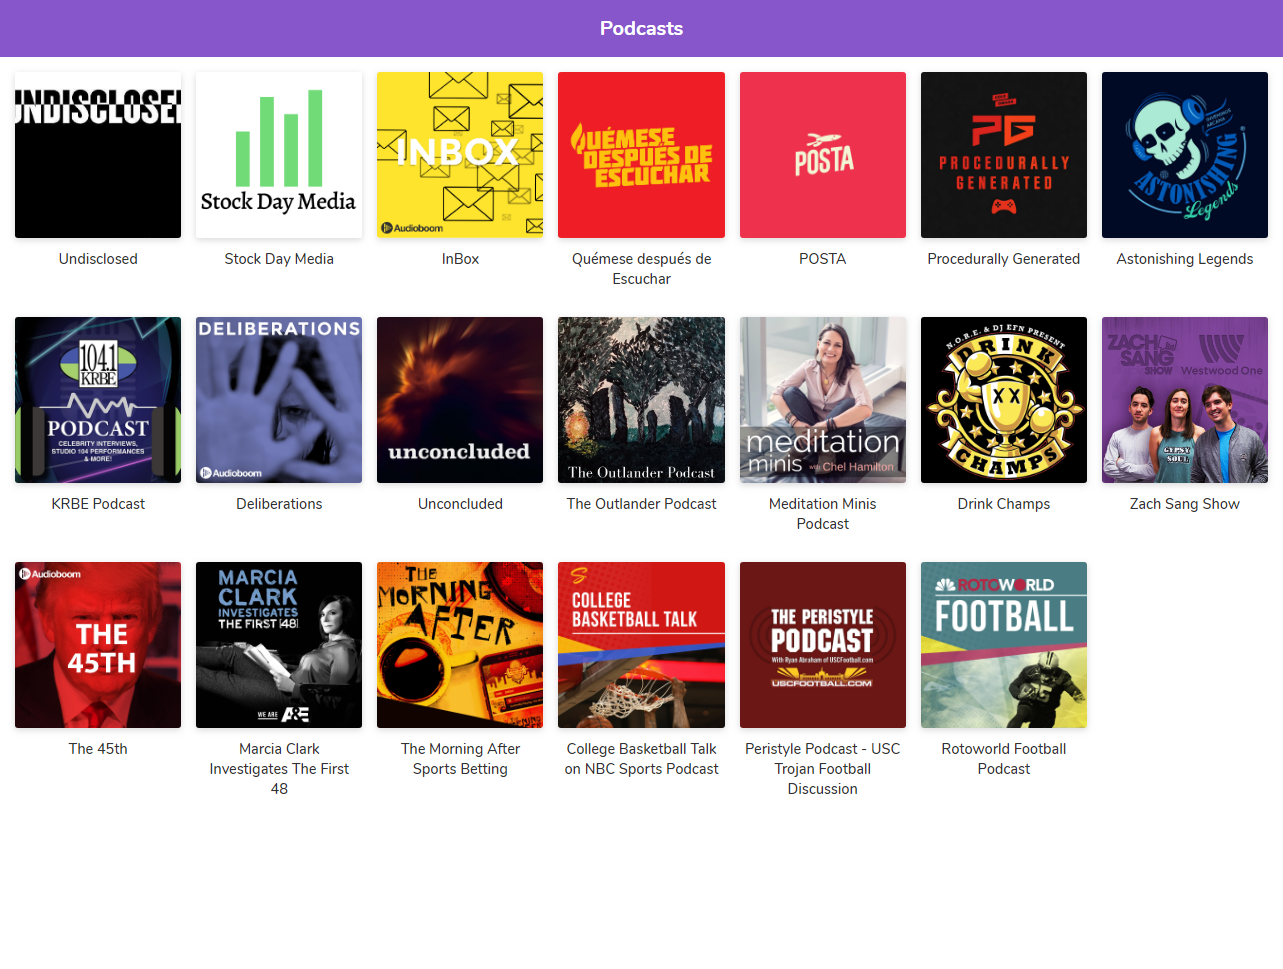 Podcasts
UNDISCLOSED
Stock Day Media
INBOX
Audioboom
QUÉMESE
DESPUÉS DE
ESCUCHAR
POSTA
PG
PROCEDURALLY
GENERATED
ASTONISHING
Legends
Undisclosed
Stock Day Media
InBox
Quémese después de
Escuchar
POSTA
Procedurally Generated
Astonishing Legends
104.1
KRBE
PODCAST
CELEBRITY INTERVIEWS,
STUDIO 104 PERFORMANCES
& MORE!
DELIBERATIONS
Audioboom
unconcluded
The Outlander Podcast
meditation
minis with Chel Hamilton
N.O.R.E. & DJ EFN PRESENT
DRINK
CHAMPS
ZACH
SANG
SHOW
Westwood One
GYPSY
SOUL
KRBE Podcast
Deliberations
Unconcluded
The Outlander Podcast
Meditation Minis
Podcast
Drink Champs
Zach Sang Show
Audioboom
THE
45TH
MARCIA
CLARK
INVESTIGATES
THE FIRST 48
WE ARE A&E
THE
MORNING
AFTER
COLLEGE
BASKETBALL TALK
THE PERISTYLE
PODCAST
With Ryan Abraham of USCFootball.com
USCFOOTBALL.COM
ROTOWORLD
FOOTBALL
The 45th
Marcia Clark
Investigates The First
48
The Morning After
Sports Betting
College Basketball Talk
on NBC Sports Podcast
Peristyle Podcast - USC
Trojan Football
Discussion
Rotoworld Football
Podcast